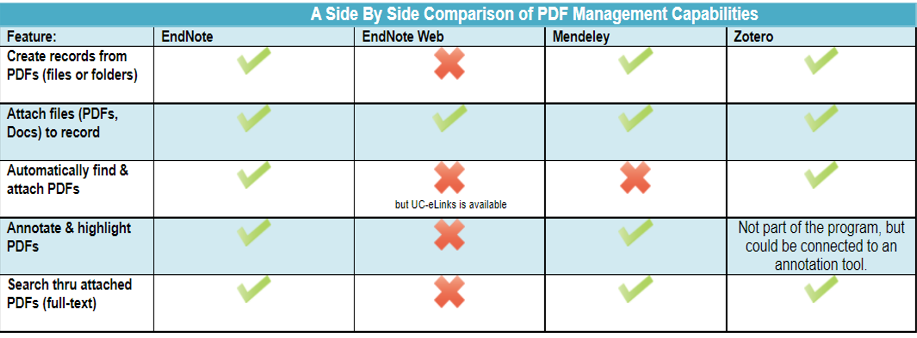 A Side By Side Comparison of PDF Management Capabilities
Feature: EndNote EndNote Web Mendeley Zotero
Create records from
PDFs (files or folders)
Attach files (PDFs,
Docs) to record
Automatically find &
attach PDFs
but UC-eLinks is available
Annotate & highlight
PDFs
Not part of the program, but
could be connected to an
annotation tool.
Search thru attached
PDFs (full-text)